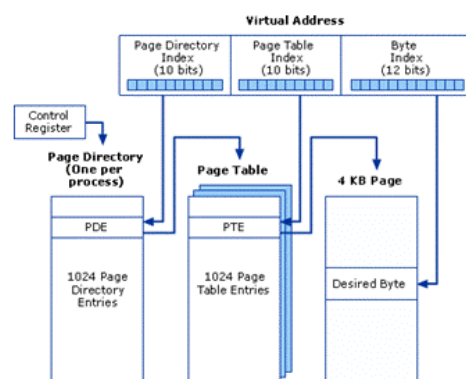 Virtual Address
Page Directory
Index
(10 bits)
Page Table
Index
(10 bits)
Byte
Index
(12 bits)
Control
Register
Page Directory
(One per
process)
Page Table
4 KB Page
PDE
PTE
1024 Page
Directory
Entries
1024 Page
Table Entries
Desired Byte